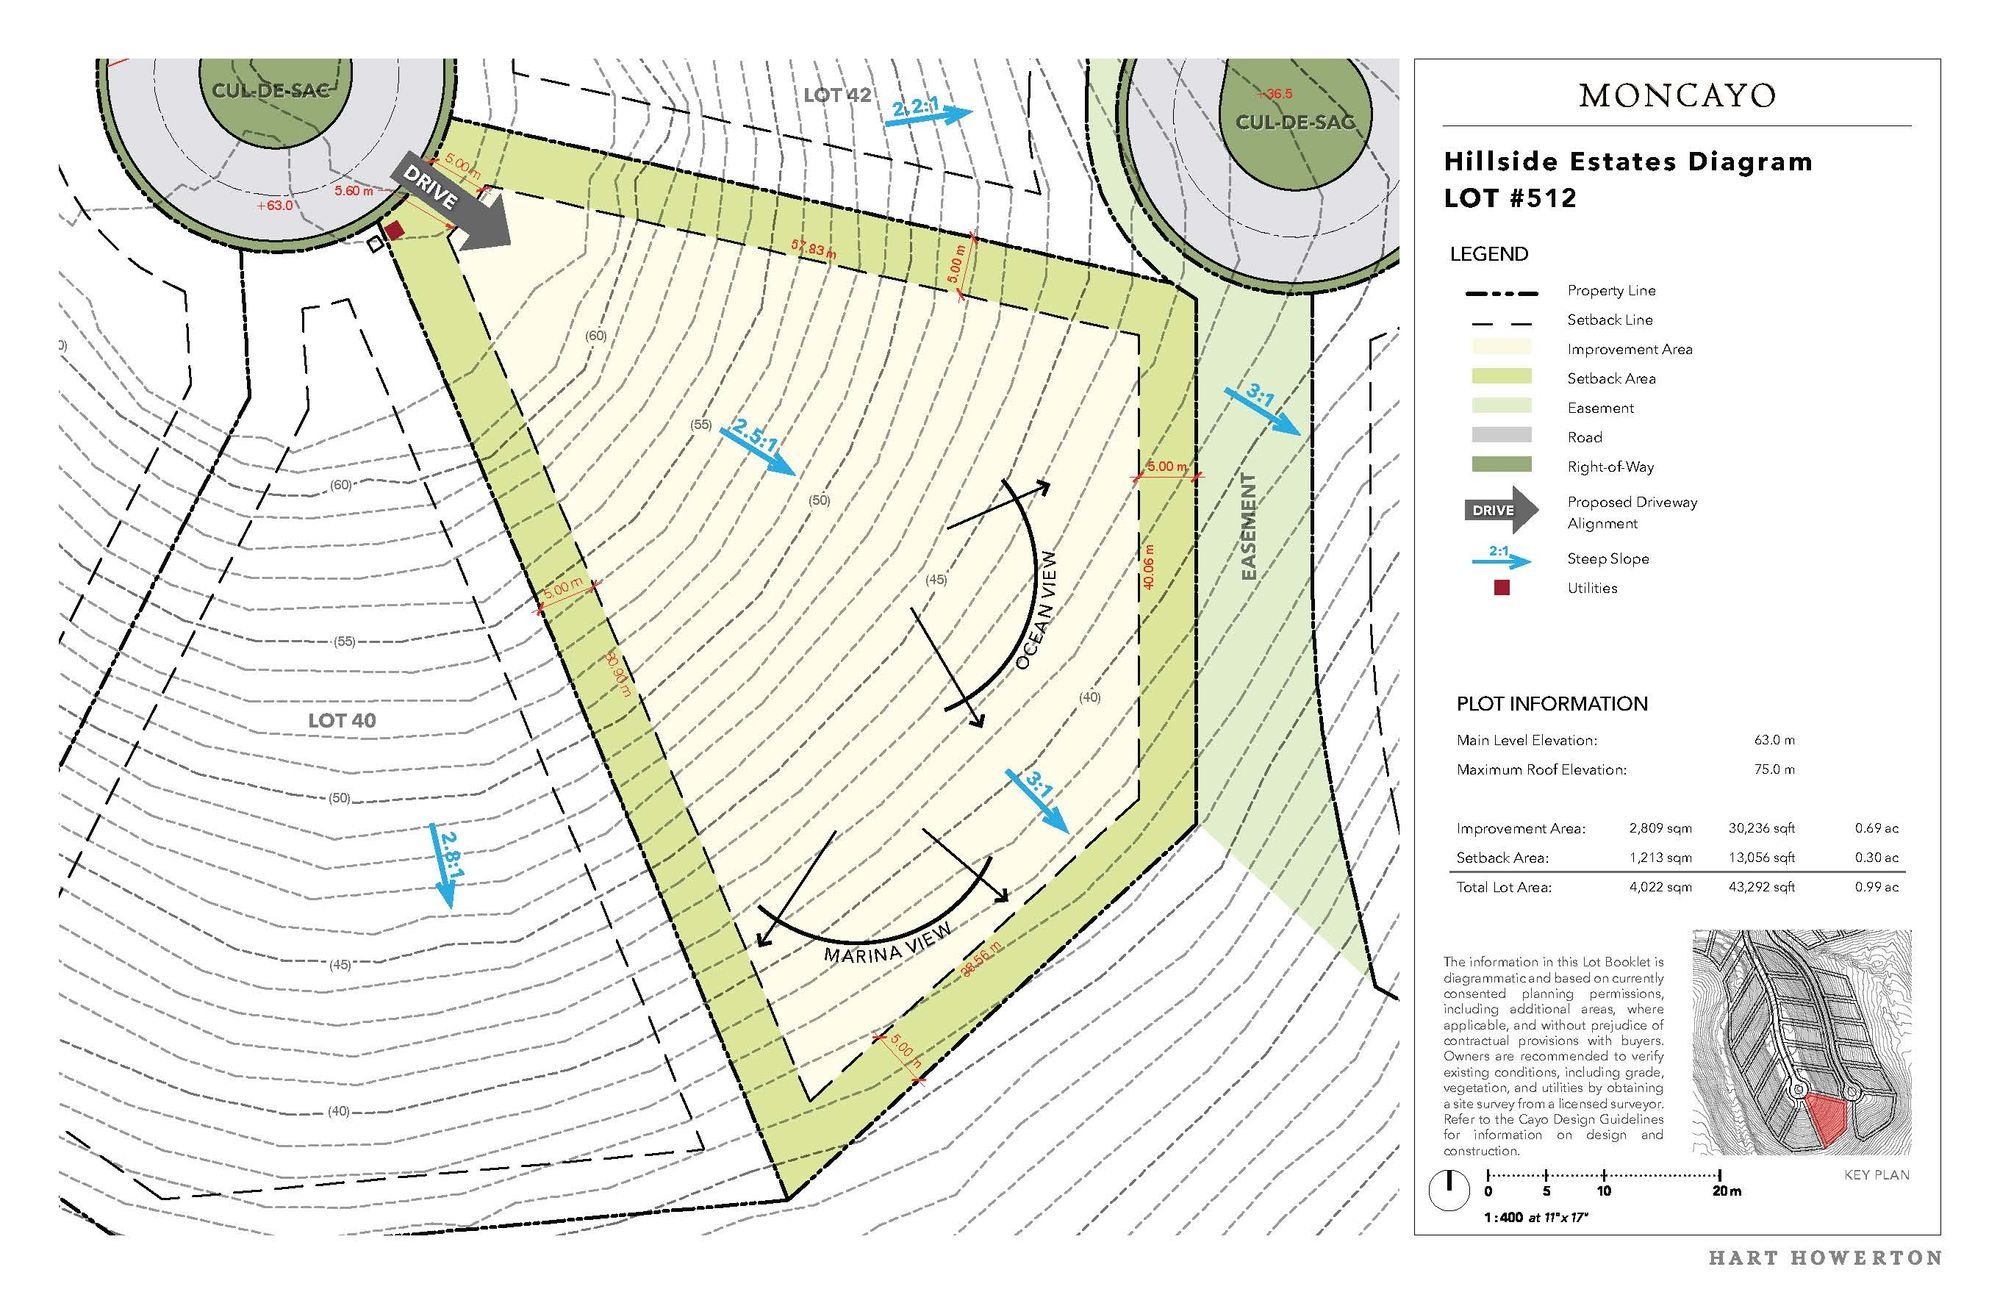 CUL-DE-SAC
+63.0
5.60 m
5.00 m
DRIVE
LOT 42
2.2:1
+36.5
CUL-DE-SAC
57.83 m
5.00 m
(60)
(55)
2.5:1
(50)
3:1
5.00 m
EASEMENT
40.06 m
OCEAN VIEW
(45)
(40)
5.00 m
3:1
MARINA VIEW
5.00 m
(60)
(55)
LOT 40
(50)
2.8:1
(45)
(40)
MONCAYO
Hillside Estates Diagram
LOT #512
LEGEND
Property Line
Setback Line
Improvement Area
Setback Area
Easement
Road
Right-of-Way
DRIVE Proposed Driveway
Alignment
2:1 Steep Slope
Utilities
PLOT INFORMATION
Main Level Elevation: 63.0 m
Maximum Roof Elevation: 75.0 m
Improvement Area: 2,809 sqm 30,236 sqft 0.69 ac
Setback Area: 1,213 sqm 13,056 sqft 0.30 ac
Total Lot Area: 4,022 sqm 43,292 sqft 0.99 ac
The information in this Lot Booklet is
diagrammatic and based on currently
consented planning permissions,
including additional areas, where
applicable, and without prejudice of
contractual provisions with buyers.
Owners are recommended to verify
existing conditions, including grade,
vegetation, and utilities by obtaining
a site survey from a licensed surveyor.
Refer to the Cayo Design Guidelines
for information on design and
construction.
KEY PLAN
0 5 10 20 m
1:400 at 11"x 17"
HART HOWERTON